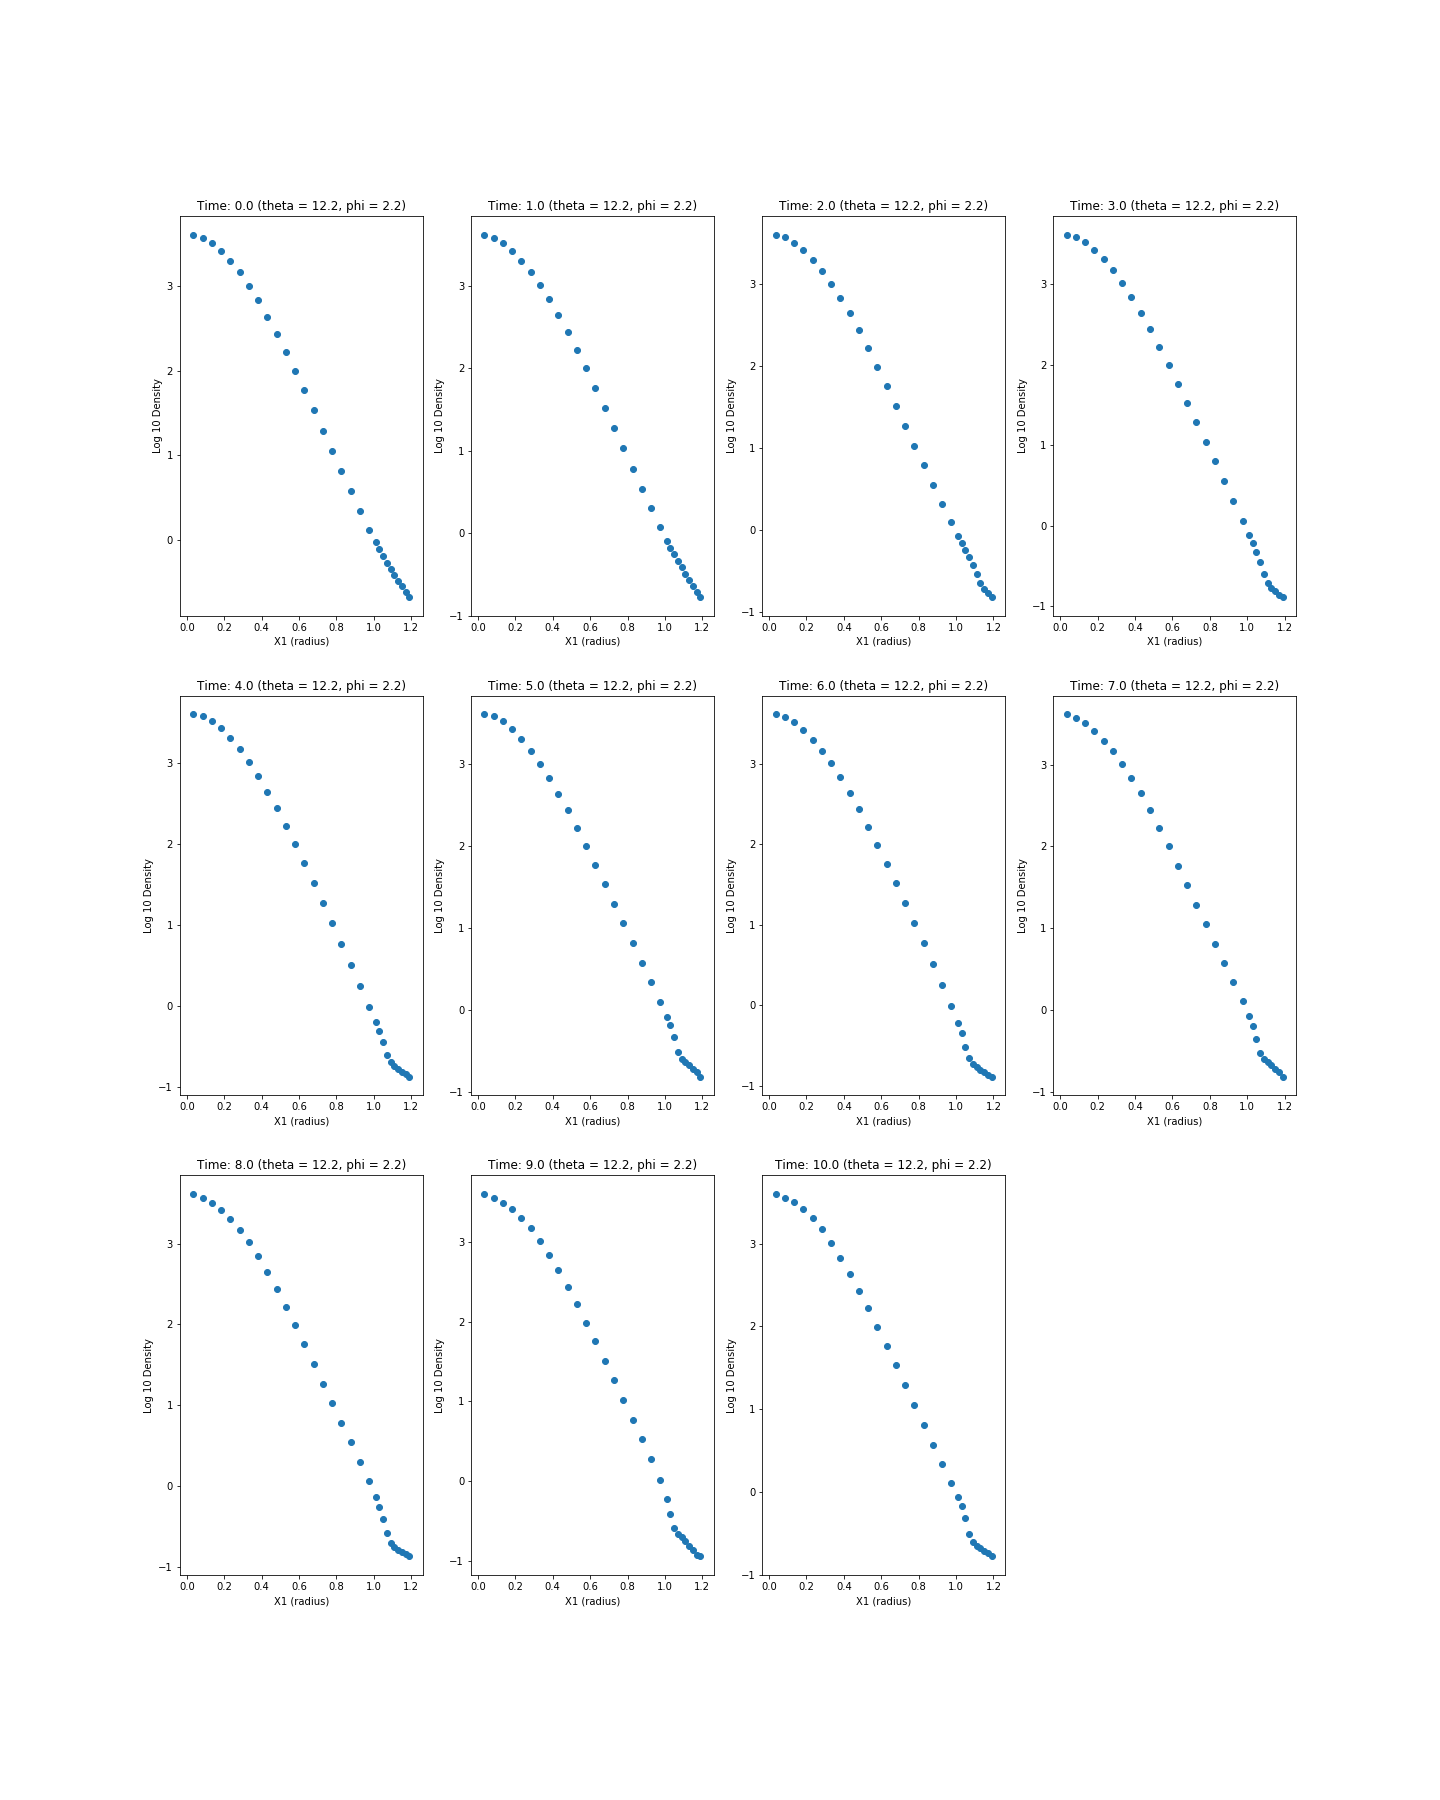 Time: 0.0 (theta = 12.2, phi = 2.2)
Log 10 Density
3
2
1
0
0.0 0.2 0.4 0.6 0.8 1.0 1.2
X1 (radius)
Time: 1.0 (theta = 12.2, phi = 2.2)
Log 10 Density
3
2
1
0
−1
0.0 0.2 0.4 0.6 0.8 1.0 1.2
X1 (radius)
Time: 2.0 (theta = 12.2, phi = 2.2)
Log 10 Density
3
2
1
0
−1
0.0 0.2 0.4 0.6 0.8 1.0 1.2
X1 (radius)
Time: 3.0 (theta = 12.2, phi = 2.2)
Log 10 Density
3
2
1
0
−1
0.0 0.2 0.4 0.6 0.8 1.0 1.2
X1 (radius)
Time: 4.0 (theta = 12.2, phi = 2.2)
Log 10 Density
3
2
1
0
−1
0.0 0.2 0.4 0.6 0.8 1.0 1.2
X1 (radius)
Time: 5.0 (theta = 12.2, phi = 2.2)
Log 10 Density
3
2
1
0
−1
0.0 0.2 0.4 0.6 0.8 1.0 1.2
X1 (radius)
Time: 6.0 (theta = 12.2, phi = 2.2)
Log 10 Density
3
2
1
0
−1
0.0 0.2 0.4 0.6 0.8 1.0 1.2
X1 (radius)
Time: 7.0 (theta = 12.2, phi = 2.2)
Log 10 Density
3
2
1
0
−1
0.0 0.2 0.4 0.6 0.8 1.0 1.2
X1 (radius)
Time: 8.0 (theta = 12.2, phi = 2.2)
Log 10 Density
3
2
1
0
−1
0.0 0.2 0.4 0.6 0.8 1.0 1.2
X1 (radius)
Time: 9.0 (theta = 12.2, phi = 2.2)
Log 10 Density
3
2
1
0
−1
0.0 0.2 0.4 0.6 0.8 1.0 1.2
X1 (radius)
Time: 10.0 (theta = 12.2, phi = 2.2)
Log 10 Density
3
2
1
0
−1
0.0 0.2 0.4 0.6 0.8 1.0 1.2
X1 (radius)